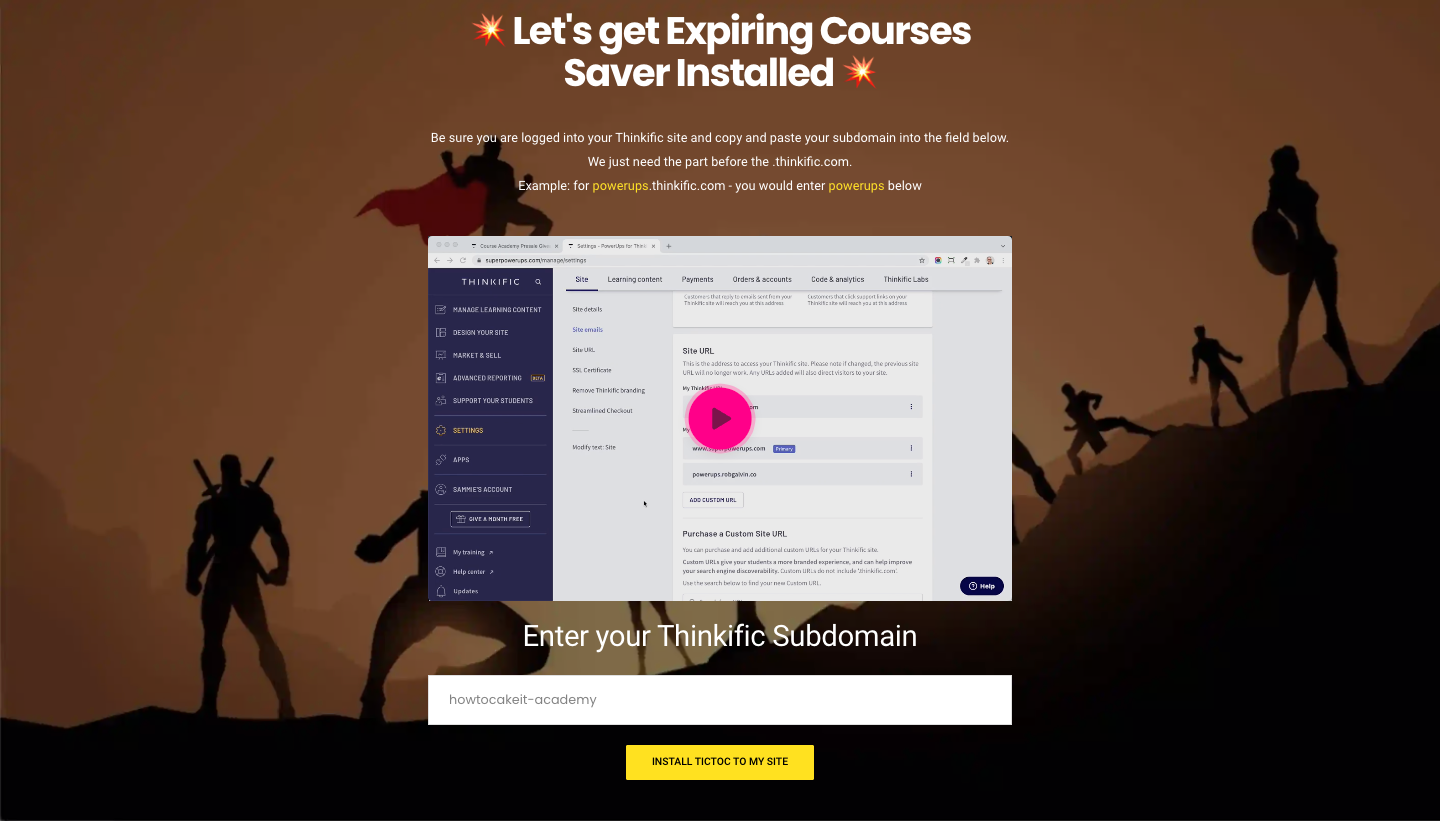 💥 Let's get Expiring Courses
Saver Installed 💥
Be sure you are logged into your Thinkific site and copy and paste your subdomain into the field below.
We just need the part before the .thinkific.com.
Example: for powerups.thinkific.com - you would enter powerups below
Course Academy Presale Give
Settings - PowerUps for Think
superpowerups.com/manage/settings
THINKIFIC
Site
Learning content
Payments
Orders & accounts
Code & analytics
Thinkific Labs
MANAGE LEARNING CONTENT
DESIGN YOUR SITE
MARKET & SELL
ADVANCED REPORTING BETA
SUPPORT YOUR STUDENTS
SETTINGS
APPS
SAMMIE'S ACCOUNT
GIVE A MONTH FREE
My training
Help center
Updates
Site details
Site emails
Site URL
SSL Certificate
Remove Thinkific branding
Streamlined Checkout
Modify text: Site
Customers that reply to emails sent from your
Thinkific site will reach you at this address
Customers that click support links on your
Thinkific site will reach you at this address
Site URL
This is the address to access your Thinkific site. Please note if changed, the previous site
URL will no longer work. Any URLs added will also direct visitors to your site.
My
Primary
powerups.robgalvin.co
ADD CUSTOM URL
Purchase a Custom Site URL
You can purchase and add additional custom URLs for your Thinkific site.
Custom URLs give your students a more branded experience, and can help improve
your search engine discoverability. Custom URLs do not include '.thinkific.com'.
Use the search below to find your new Custom URL.
Help
Enter your Thinkific Subdomain
howtocakeit-academy
INSTALL TICTOC TO MY SITE